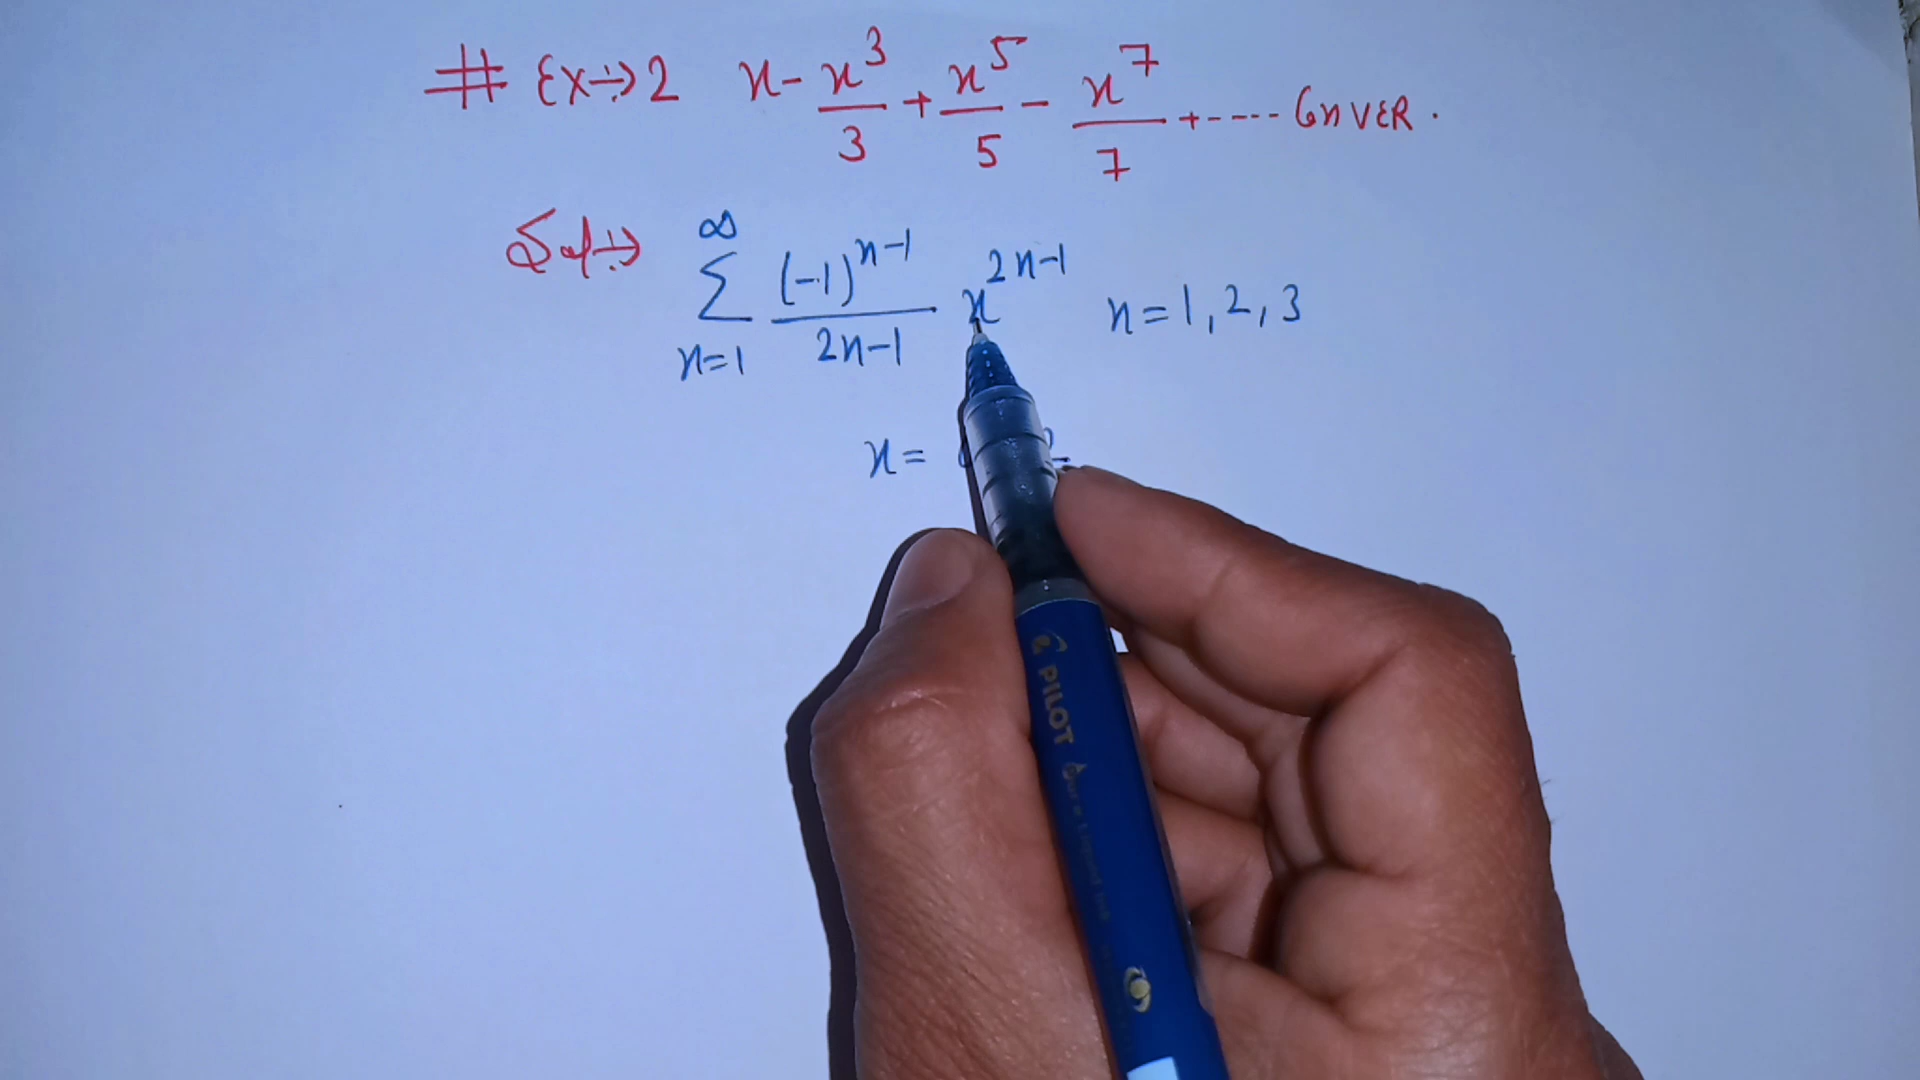 # Ex→ 2 x - x^3/3 + x^5/5 - x^7/7 + ---- ConVER.
Sol→ ∑_{n=1}^{∞} (-1)^{n-1}/(2n-1) x^{2n-1} n=1,2,3
x=
PILOT